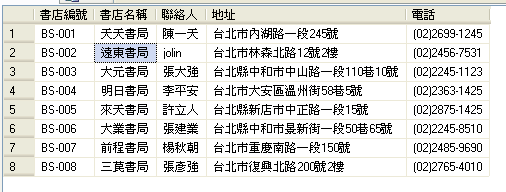 書店編號 書店名稱 聯絡人 地址 電話
1 BS-001 天天書局 陳一天 台北市內湖路一段245號 (02)2699-1245
2 BS-002 遠東書局 jolin 台北市林森北路12號2樓 (02)2456-7531
3 BS-003 大元書局 張大強 台北縣中和市中山路一段110巷10號 (02)2245-1123
4 BS-004 明日書局 李平安 台北市大安區溫州街58巷5號 (02)2363-1425
5 BS-005 來天書局 許立人 台北縣新店市中正路一段15號 (02)2875-1425
6 BS-006 大業書局 張建業 台北縣中和市景新街一段50巷65號 (02)2245-8510
7 BS-007 前程書局 楊秋朝 台北市重慶南路一段150號 (02)2485-9690
8 BS-008 三萇書局 張彥強 台北市復興北路200號2樓 (02)2765-4010